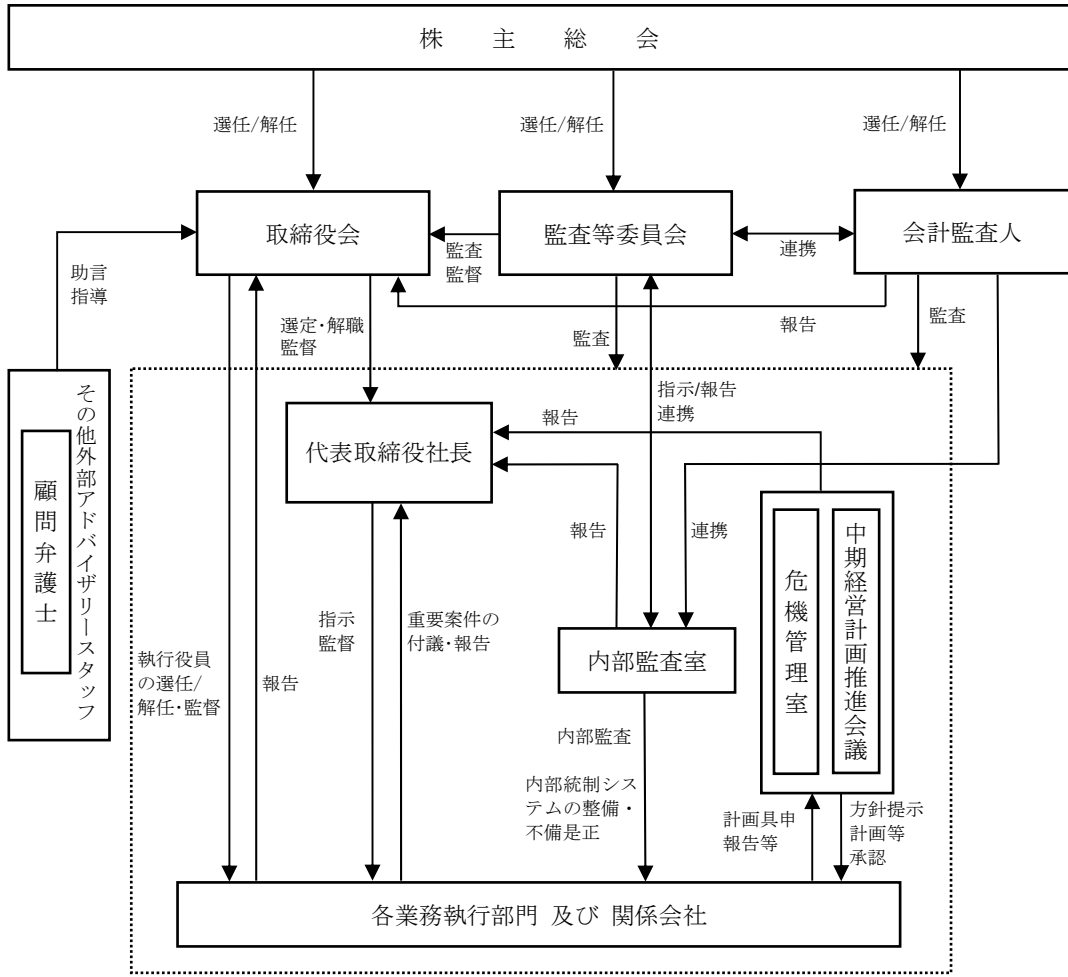 株主総会
選任/解任
選任/解任
選任/解任
取締役会
監査等委員会
会計監査人
監査
監督
連携
助言
指導
選定・解職
監督
監査
報告
監査
その他外部アドバイザリースタッフ
顧問弁護士
代表取締役社長
報告
指示/報告
連携
報告
連携
危機管理室
中期経営計画推進会議
指示
監督
重要案件の
付議・報告
執行役員
の選任/
解任・監督
報告
内部監査室
内部監査
内部統制シス
テムの整備・
不備是正
計画具申
報告等
方針提示
計画等
承認
各業務執行部門 及び 関係会社